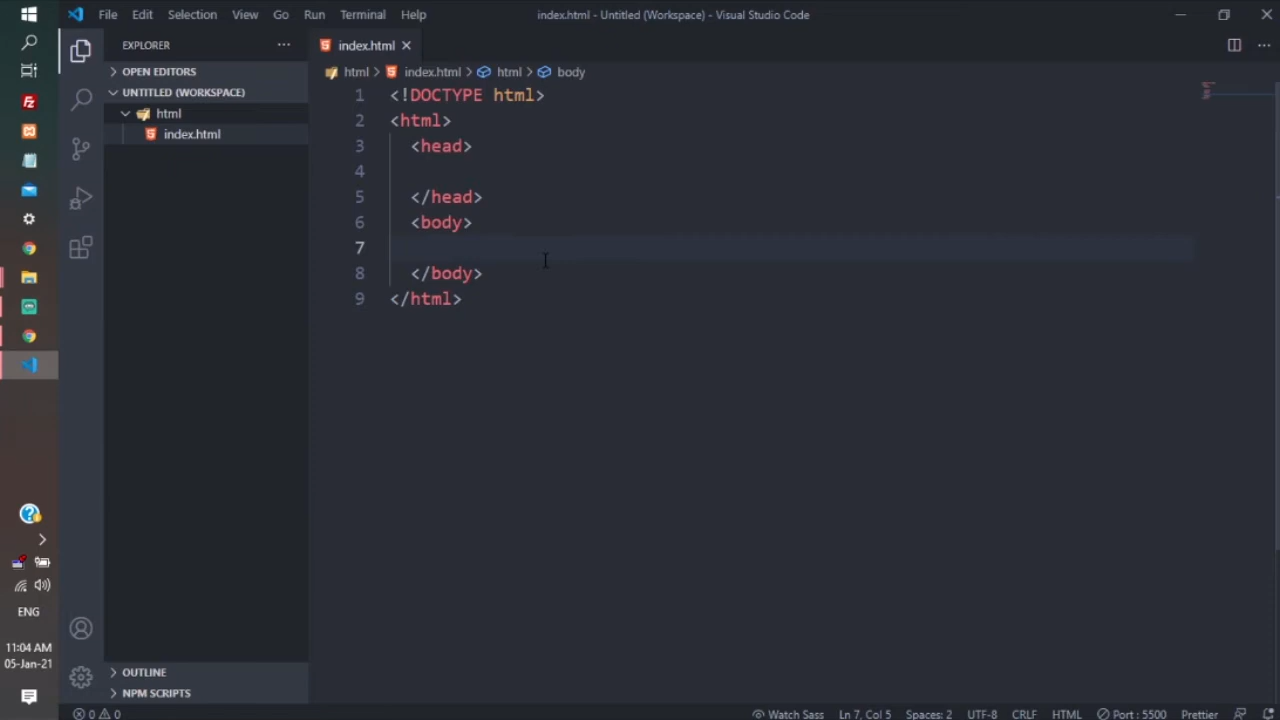 File Edit Selection View Go Run Terminal Help index.html - Untitled (Workspace) - Visual Studio Code
EXPLORER
OPEN EDITORS
UNTITLED (WORKSPACE)
html
index.html
OUTLINE
NPM SCRIPTS
index.html
html > index.html > html > body
1 <!DOCTYPE html>
2 <html>
3 <head>
4
5 </head>
6 <body>
7
8 </body>
9 </html>
ENG
11:04 AM
05-Jan-21
0 0 Watch Sass Ln 7, Col 5 Spaces: 2 UTF-8 CRLF HTML Port : 5500 Prettier